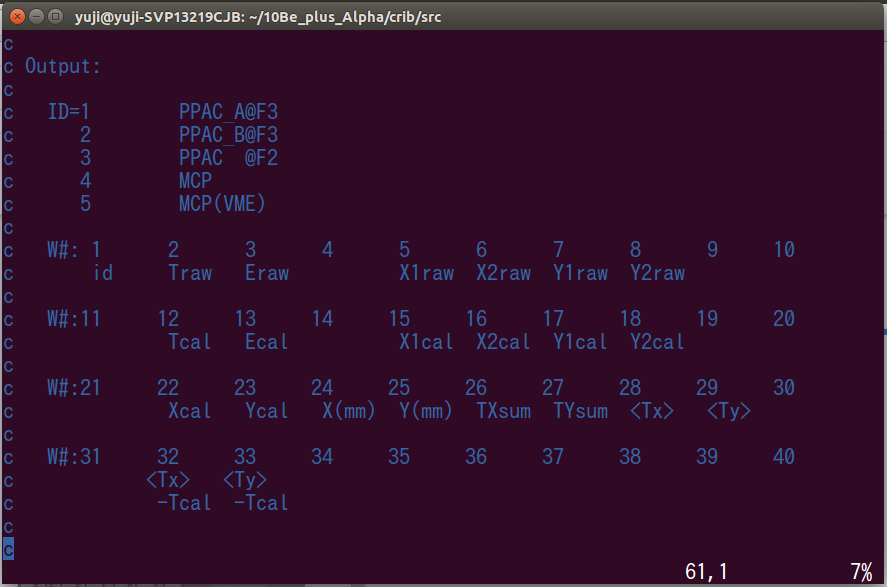 yuji@yuji-SVP13219CJB: ~/10Be_plus_Alpha/crib/src
c
c Output:
c
c   ID=1        PPAC_A@F3
c      2       PPAC_B@F3
c      3       PPAC  @F2
c      4       MCP
c      5       MCP(VME)
c
c   W#: 1      2      3      4      5      6      7      8      9      10
c       id     Traw   Eraw          X1raw  X2raw  Y1raw  Y2raw
c
c   W#:11     12     13     14     15     16     17     18     19     20
c              Tcal   Ecal          X1cal  X2cal  Y1cal  Y2cal
c
c   W#:21     22     23     24     25     26     27     28     29     30
c              Xcal   Ycal   X(mm)  Y(mm)  TXsum  TYsum  <Tx>   <Ty>
c
c   W#:31     32     33     34     35     36     37     38     39     40
c            <Tx>   <Ty>
c             -Tcal  -Tcal
c
c
61,1          7%